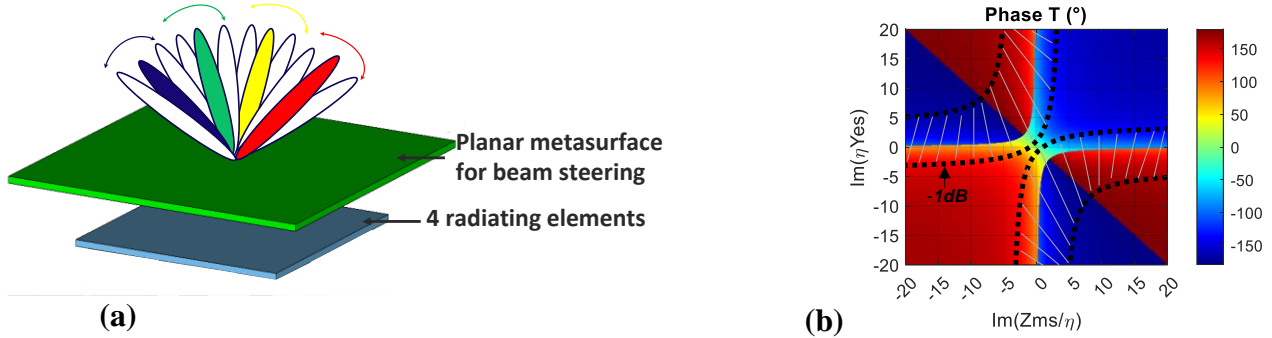 Planar metasurface
for beam steering
4 radiating elements
(a)
Phase T (°)
Im(ηYes)
20
15
10
5
0
-5
-10
-15
-20
-1dB
-20
-15
-10
-5
0
5
10
15
20
Im(Zms/η)
150
100
50
0
-50
-100
-150
(b)